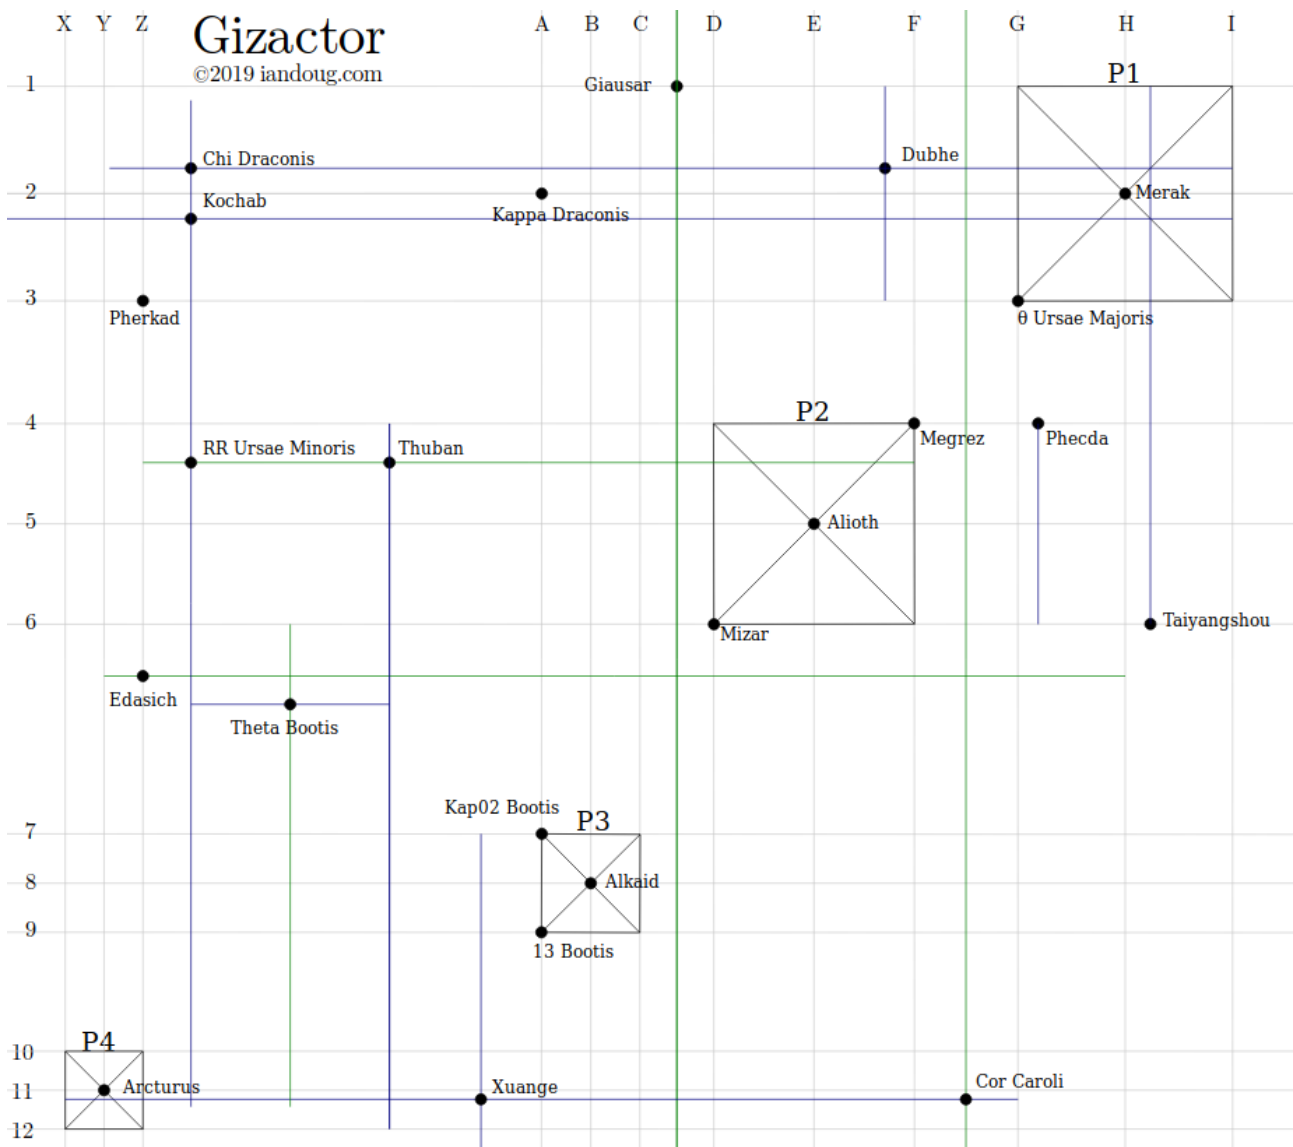 X Y Z A B C D E F G H I
Gizactor
©2019 iandoug.com
P1
1
Giausar
Chi Draconis
Dubhe
2
Kochab
Kappa Draconis
Merak
3
Pherkad
θ Ursae Majoris
P2
4
RR Ursae Minoris
Thuban
Megrez
Phecda
5
Alioth
6
Mizar
Taiyangshou
Edasich
Theta Bootis
Kap02 Bootis
P3
7
8
Alkaid
9
13 Bootis
P4
10
11
Arcturus
Xuange
Cor Caroli
12